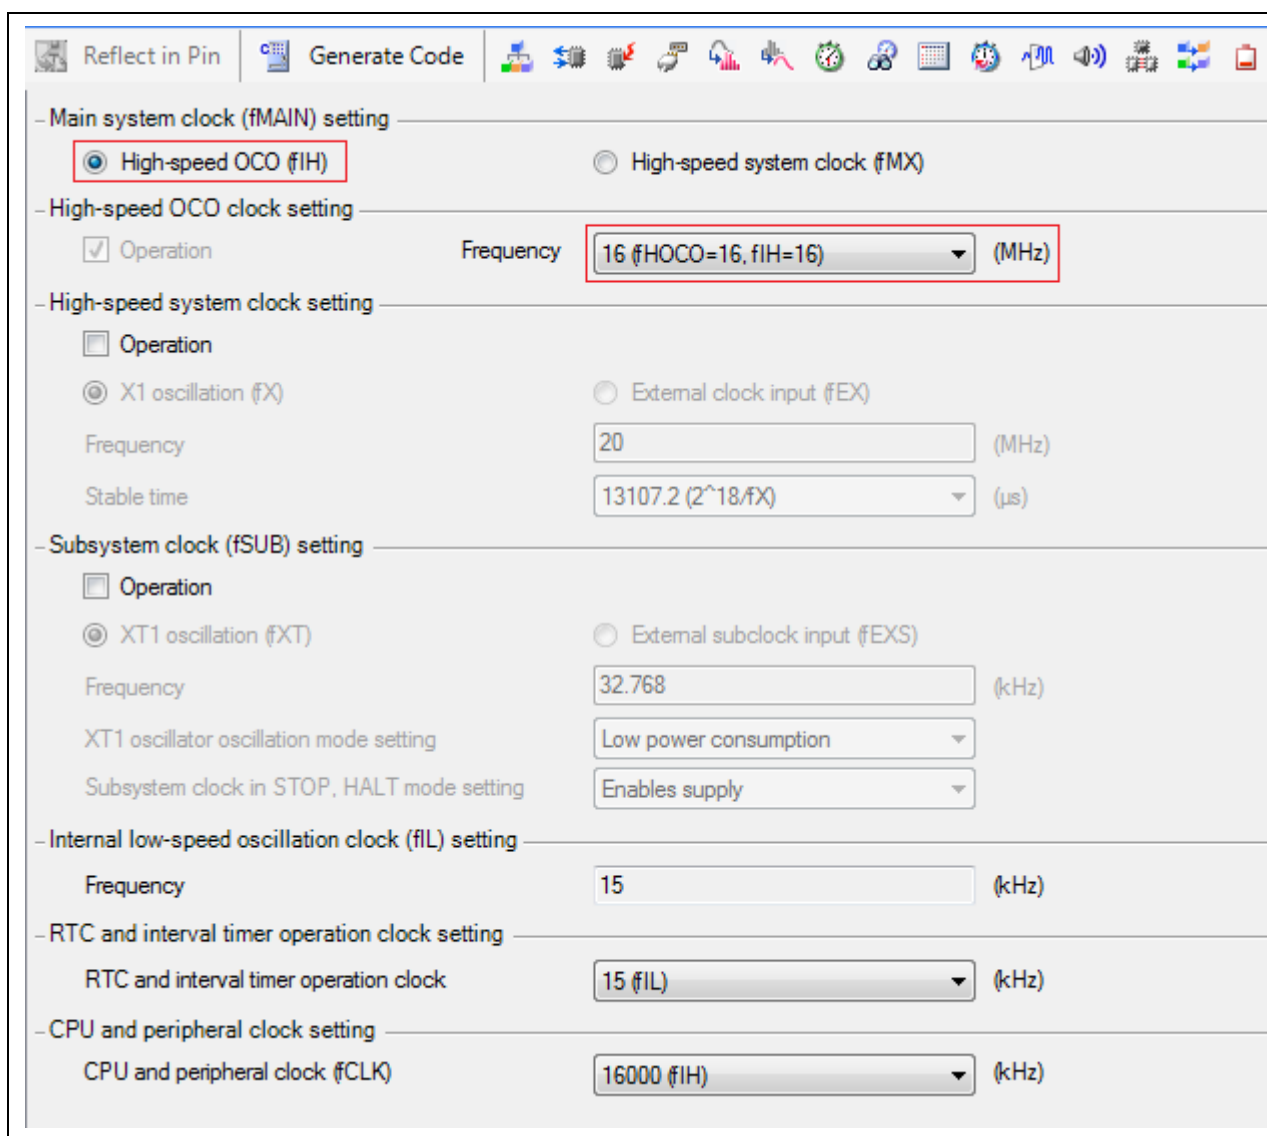 Reflect in Pin Generate Code
Main system clock (fMAIN) setting
High-speed OCO (fIH) High-speed system clock (fMX)
High-speed OCO clock setting
Operation Frequency 16 (fHOCO=16, fIH=16) (MHz)
High-speed system clock setting
Operation
X1 oscillation (fX) External clock input (fEX)
Frequency 20 (MHz)
Stable time 13107.2 (2^18/fX) (µs)
Subsystem clock (fSUB) setting
Operation
XT1 oscillation (fXT) External subclock input (fEXS)
Frequency 32.768 (kHz)
XT1 oscillator oscillation mode setting Low power consumption
Subsystem clock in STOP, HALT mode setting Enables supply
Internal low-speed oscillation clock (fIL) setting
Frequency 15 (kHz)
RTC and interval timer operation clock setting
RTC and interval timer operation clock 15 (fIL) (kHz)
CPU and peripheral clock setting
CPU and peripheral clock (fCLK) 16000 (fIH) (kHz)